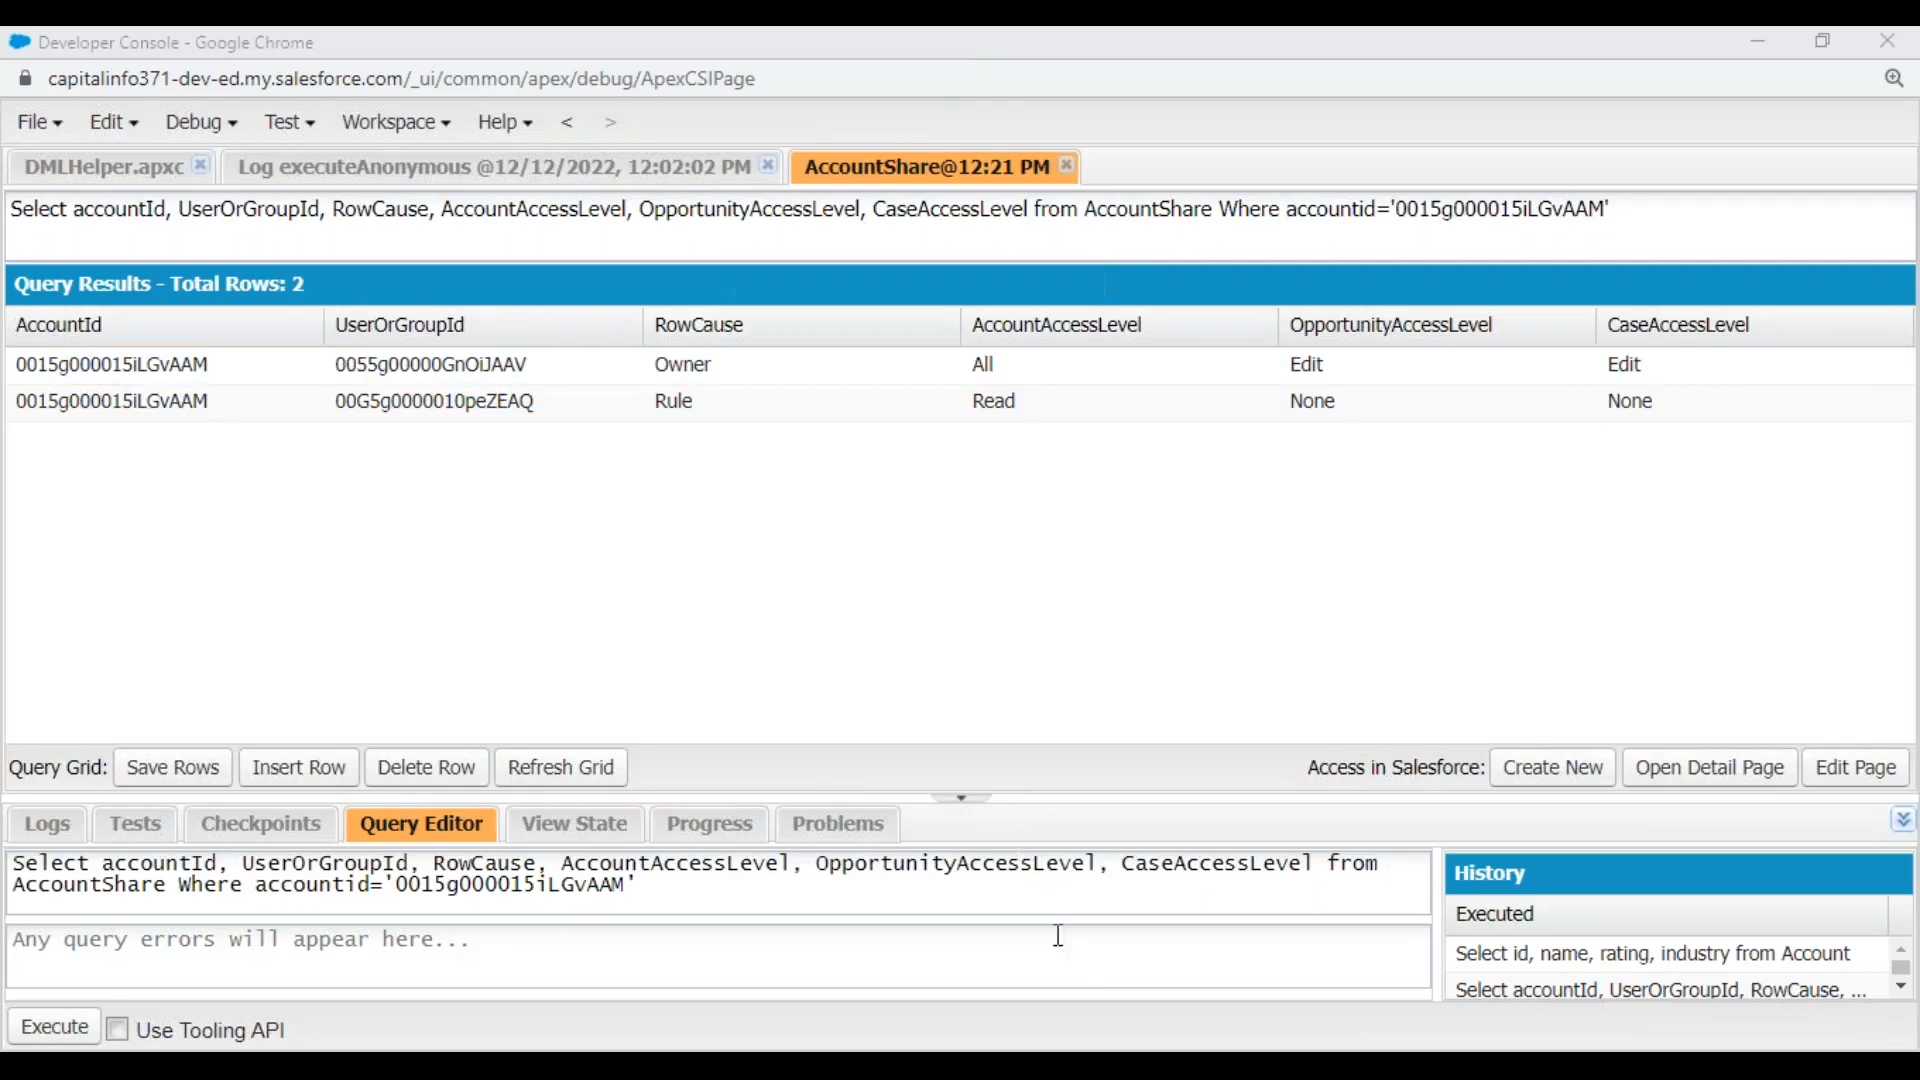 Developer Console - Google Chrome
capitalinfo371-dev-ed.my.salesforce.com/_ui/common/apex/debug/ApexCSIPage
File Edit Debug Test Workspace Help < >
DMLHelper.apxc Log executeAnonymous @12/12/2022, 12:02:02 PM AccountShare@12:21 PM
Select accountId, UserOrGroupId, RowCause, AccountAccessLevel, OpportunityAccessLevel, CaseAccessLevel from AccountShare Where accountid='0015g000015iLGvAAM'
Query Results - Total Rows: 2
AccountId UserOrGroupId RowCause AccountAccessLevel OpportunityAccessLevel CaseAccessLevel
0015g000015iLGvAAM 0055g00000GnOiJAAV Owner All Edit Edit
0015g000015iLGvAAM 00G5g0000010peZEAQ Rule Read None None
Query Grid: Save Rows Insert Row Delete Row Refresh Grid Access in Salesforce: Create New Open Detail Page Edit Page
Logs Tests Checkpoints Query Editor View State Progress Problems
Select accountId, UserOrGroupId, RowCause, AccountAccessLevel, OpportunityAccessLevel, CaseAccessLevel from
AccountShare Where accountid='0015g000015iLGvAAM'
Any query errors will appear here...
History
Executed
Select id, name, rating, industry from Account
Select accountId, UserOrGroupId, RowCause, ...
Execute Use Tooling API